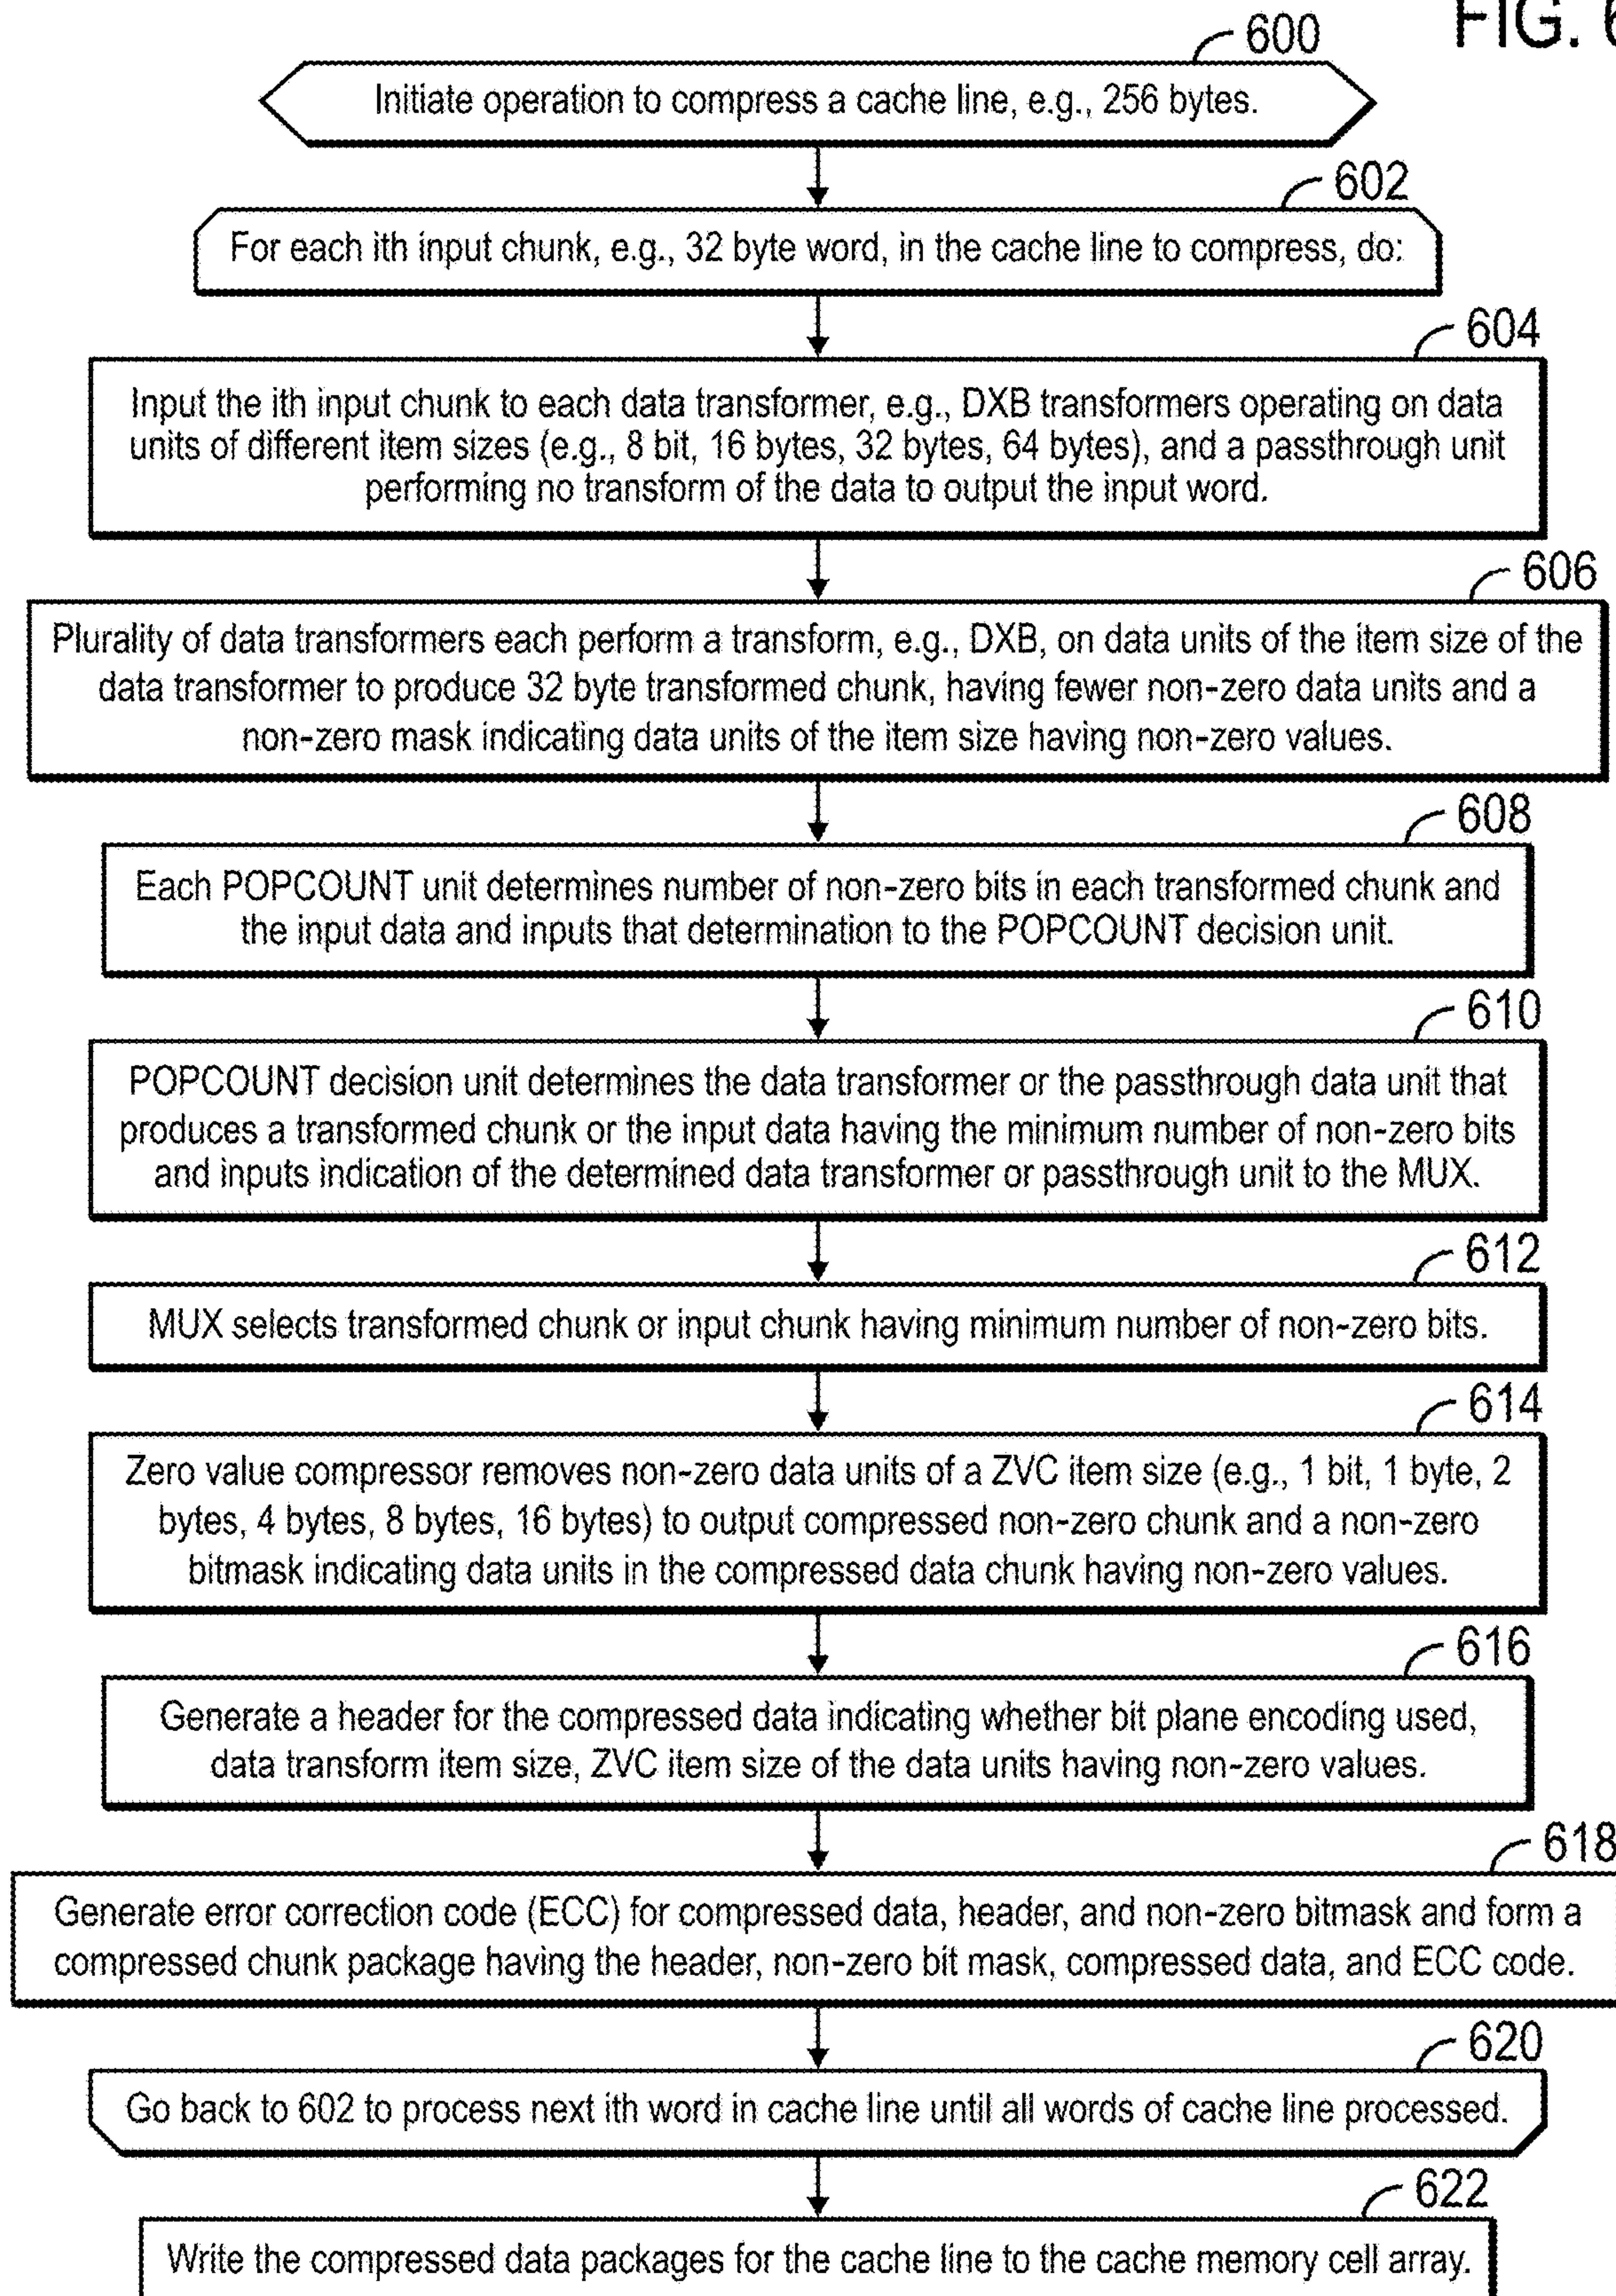 FIG. 6
600
Initiate operation to compress a cache line, e.g., 256 bytes.
602
For each ith input chunk, e.g., 32 byte word, in the cache line to compress, do:
604
Input the ith input chunk to each data transformer, e.g., DXB transformers operating on data
units of different item sizes (e.g., 8 bit, 16 bytes, 32 bytes, 64 bytes), and a passthrough unit
performing no transform of the data to output the input word.
606
Plurality of data transformers each perform a transform, e.g., DXB, on data units of the item size of the
data transformer to produce 32 byte transformed chunk, having fewer non-zero data units and a
non-zero mask indicating data units of the item size having non-zero values.
608
Each POPCOUNT unit determines number of non-zero bits in each transformed chunk and
the input data and inputs that determination to the POPCOUNT decision unit.
610
POPCOUNT decision unit determines the data transformer or the passthrough data unit that
produces a transformed chunk or the input data having the minimum number of non-zero bits
and inputs indication of the determined data transformer or passthrough unit to the MUX.
612
MUX selects transformed chunk or input chunk having minimum number of non-zero bits.
614
Zero value compressor removes non-zero data units of a ZVC item size (e.g., 1 bit, 1 byte, 2
bytes, 4 bytes, 8 bytes, 16 bytes) to output compressed non-zero chunk and a non-zero
bitmask indicating data units in the compressed data chunk having non-zero values.
616
Generate a header for the compressed data indicating whether bit plane encoding used,
data transform item size, ZVC item size of the data units having non-zero values.
618
Generate error correction code (ECC) for compressed data, header, and non-zero bitmask and form a
compressed chunk package having the header, non-zero bit mask, compressed data, and ECC code.
620
Go back to 602 to process next ith word in cache line until all words of cache line processed.
622
Write the compressed data packages for the cache line to the cache memory cell array.